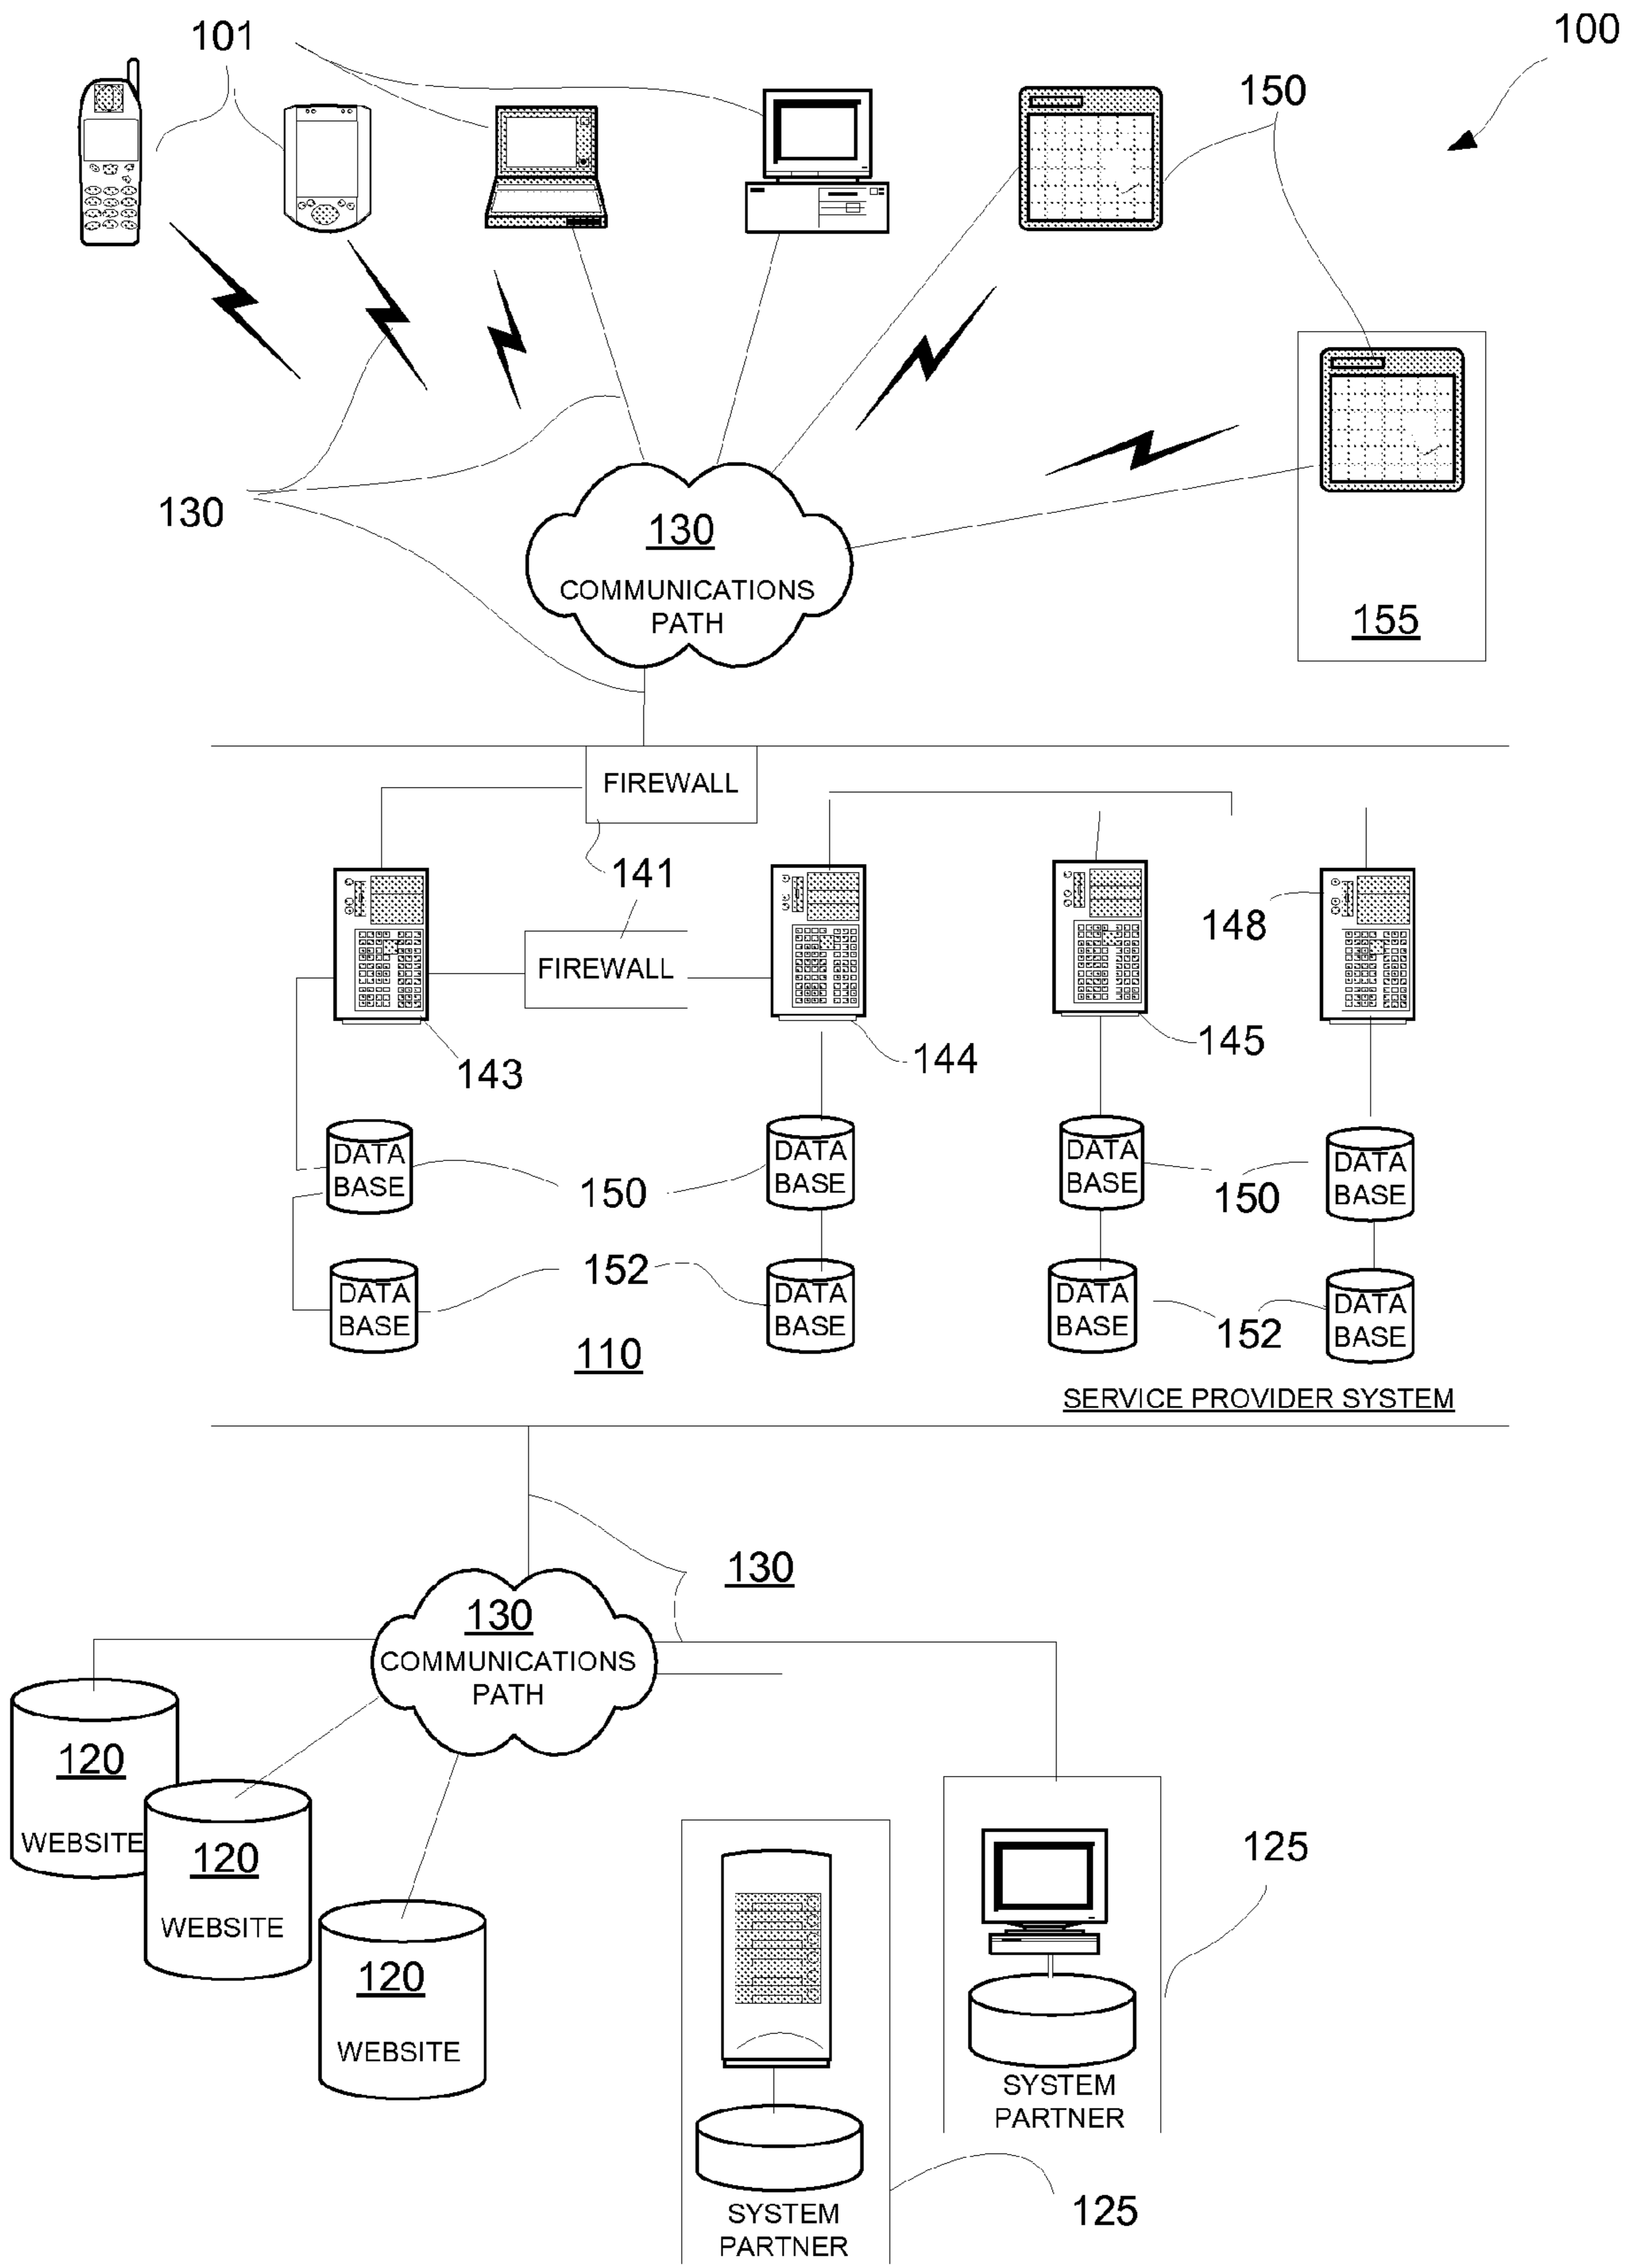 101
100
150
130
130
COMMUNICATIONS
PATH
155
FIREWALL
141
148
FIREWALL
143
144
145
DATA
BASE
DATA
BASE
DATA
BASE
DATA
BASE
150
150
152
152
DATA
BASE
DATA
BASE
DATA
BASE
DATA
BASE
110
SERVICE PROVIDER SYSTEM
130
130
COMMUNICATIONS
PATH
120
WEBSITE
120
WEBSITE
120
WEBSITE
125
SYSTEM
PARTNER
125
SYSTEM
PARTNER